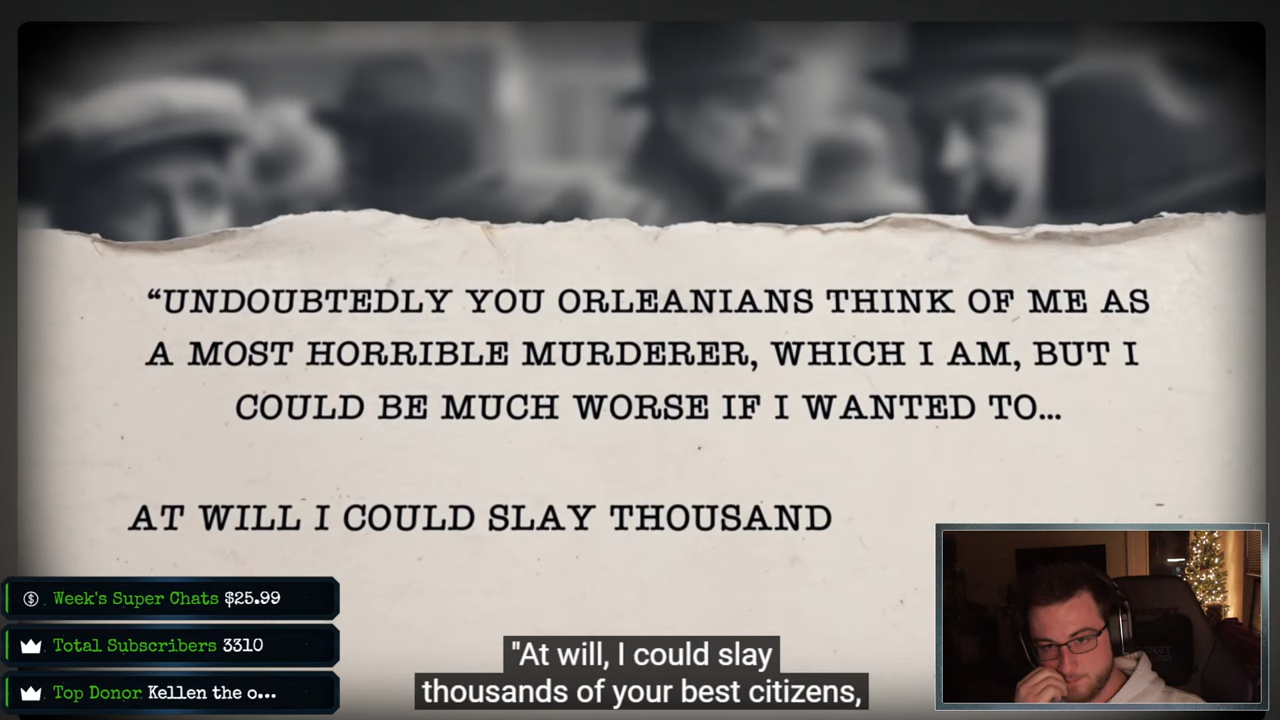 “UNDOUBTEDLY YOU ORLEANIANS THINK OF ME AS
A MOST HORRIBLE MURDERER, WHICH I AM, BUT I
COULD BE MUCH WORSE IF I WANTED TO...
AT WILL I COULD SLAY THOUSAND
"At will, I could slay
thousands of your best citizens,
Week's Super Chats $25.99
Total Subscribers 3310
Top Donor Kellen the o...